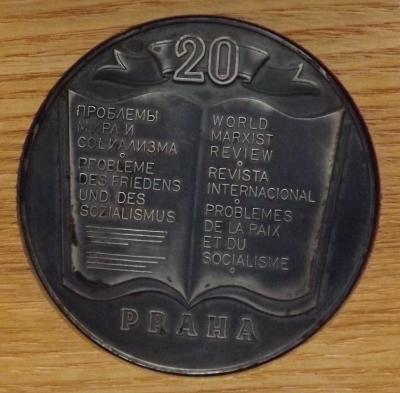 20
ПРОБЛЕМЫ
МИРА И
СОЦИАЛИЗМА
PROBLEME
DES FRIEDENS
UND DES
SOZIALISMUS
WORLD
MARXIST
REVIEW
REVISTA
INTERNACIONAL
PROBLEMES
DE LA PAIX
ET DU
SOCIALISME
PRAHA